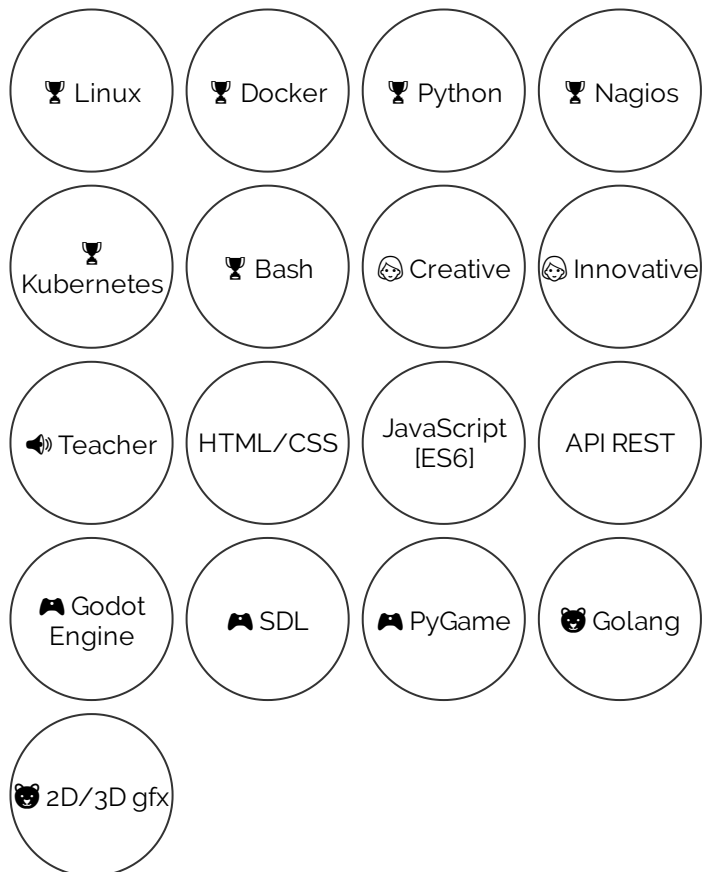 Linux
Docker
Python
Nagios
Kubernetes
Bash
Creative
Innovative
Teacher
HTML/CSS
JavaScript
[ES6]
API REST
Godot
Engine
SDL
PyGame
Golang
2D/3D gfx